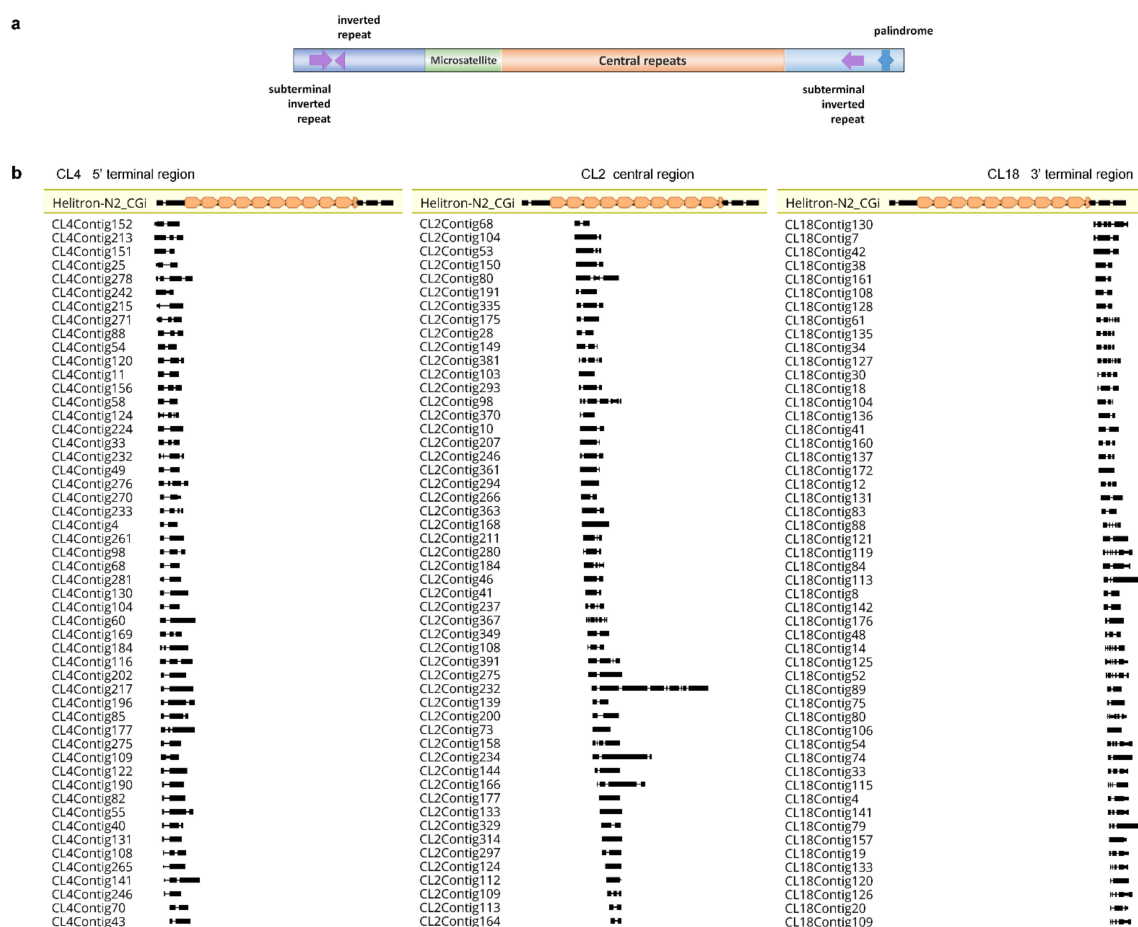 a
inverted
repeat
palindrome
Microsatellite
Central repeats
subterminal
inverted
repeat
subterminal
inverted
repeat
b
CL4 5' terminal region
Helitron-N2_CGi
CL4Contig152
CL4Contig213
CL4Contig151
CL4Contig25
CL4Contig278
CL4Contig242
CL4Contig215
CL4Contig271
CL4Contig88
CL4Contig54
CL4Contig120
CL4Contig11
CL4Contig156
CL4Contig58
CL4Contig124
CL4Contig224
CL4Contig33
CL4Contig232
CL4Contig49
CL4Contig276
CL4Contig270
CL4Contig233
CL4Contig4
CL4Contig261
CL4Contig98
CL4Contig68
CL4Contig281
CL4Contig130
CL4Contig104
CL4Contig60
CL4Contig169
CL4Contig184
CL4Contig116
CL4Contig202
CL4Contig217
CL4Contig196
CL4Contig85
CL4Contig177
CL4Contig275
CL4Contig109
CL4Contig122
CL4Contig190
CL4Contig82
CL4Contig55
CL4Contig40
CL4Contig131
CL4Contig108
CL4Contig265
CL4Contig141
CL4Contig246
CL4Contig70
CL4Contig43
CL2 central region
Helitron-N2_CGi
CL2Contig68
CL2Contig104
CL2Contig53
CL2Contig150
CL2Contig80
CL2Contig191
CL2Contig335
CL2Contig175
CL2Contig28
CL2Contig149
CL2Contig381
CL2Contig103
CL2Contig293
CL2Contig98
CL2Contig370
CL2Contig10
CL2Contig207
CL2Contig246
CL2Contig361
CL2Contig294
CL2Contig266
CL2Contig363
CL2Contig168
CL2Contig211
CL2Contig280
CL2Contig184
CL2Contig46
CL2Contig41
CL2Contig237
CL2Contig367
CL2Contig349
CL2Contig108
CL2Contig391
CL2Contig275
CL2Contig232
CL2Contig139
CL2Contig200
CL2Contig73
CL2Contig158
CL2Contig234
CL2Contig144
CL2Contig166
CL2Contig177
CL2Contig133
CL2Contig329
CL2Contig314
CL2Contig297
CL2Contig124
CL2Contig112
CL2Contig109
CL2Contig113
CL2Contig164
CL18 3' terminal region
Helitron-N2_CGi
CL18Contig130
CL18Contig7
CL18Contig42
CL18Contig38
CL18Contig161
CL18Contig108
CL18Contig128
CL18Contig61
CL18Contig135
CL18Contig34
CL18Contig127
CL18Contig30
CL18Contig18
CL18Contig104
CL18Contig136
CL18Contig41
CL18Contig160
CL18Contig137
CL18Contig172
CL18Contig12
CL18Contig131
CL18Contig83
CL18Contig88
CL18Contig121
CL18Contig119
CL18Contig84
CL18Contig113
CL18Contig8
CL18Contig142
CL18Contig176
CL18Contig48
CL18Contig14
CL18Contig125
CL18Contig52
CL18Contig89
CL18Contig75
CL18Contig80
CL18Contig106
CL18Contig54
CL18Contig74
CL18Contig33
CL18Contig115
CL18Contig4
CL18Contig141
CL18Contig79
CL18Contig157
CL18Contig19
CL18Contig133
CL18Contig120
CL18Contig126
CL18Contig20
CL18Contig109